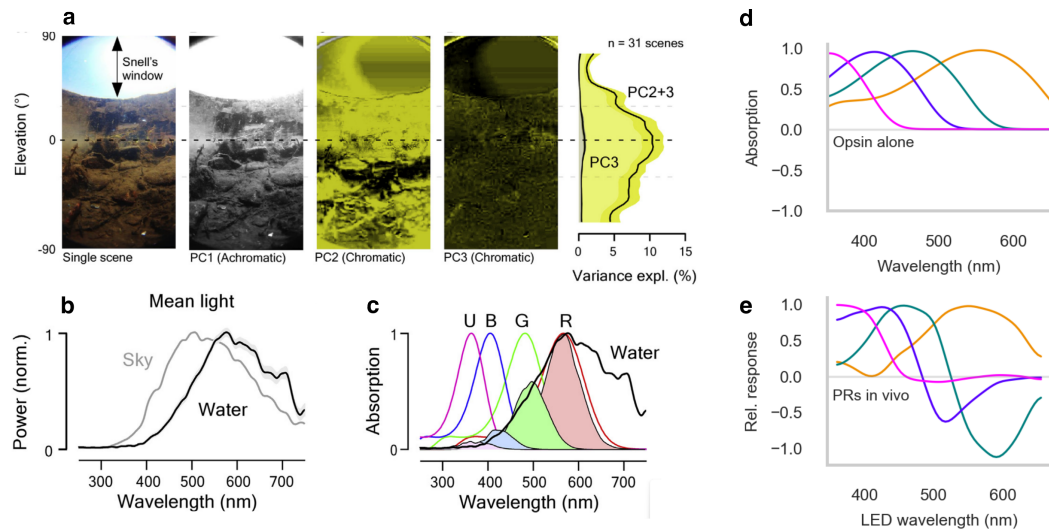 a
90
0
-90
Elevation (°)
Snell's
window
Single scene
PC1 (Achromatic)
PC2 (Chromatic)
PC3 (Chromatic)
n = 31 scenes
PC2+3
PC3
0 5 10 15
Variance expl. (%)
b
Mean light
1
0
Power (norm.)
Sky
Water
300 400 500 600 700
Wavelength (nm)
c
U B G R
Water
1
0
Absorption
300 400 500 600 700
Wavelength (nm)
d
1.0
0.5
0.0
−0.5
−1.0
Absorption
Opsin alone
400 500 600
Wavelength (nm)
e
1.0
0.5
0.0
-0.5
-1.0
Rel. response
PRs in vivo
400 500 600
LED wavelength (nm)